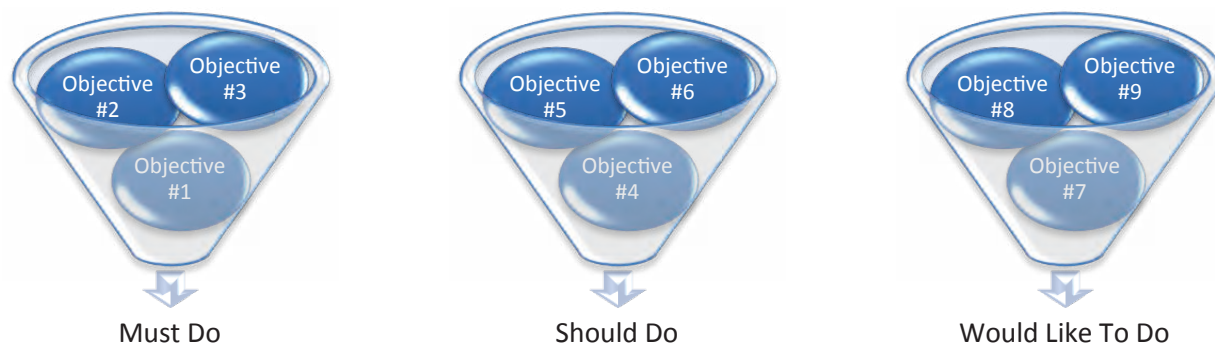 Objective
#2
Objective
#3
Objective
#1
Must Do
Objective
#5
Objective
#6
Objective
#4
Should Do
Objective
#8
Objective
#9
Objective
#7
Would Like To Do